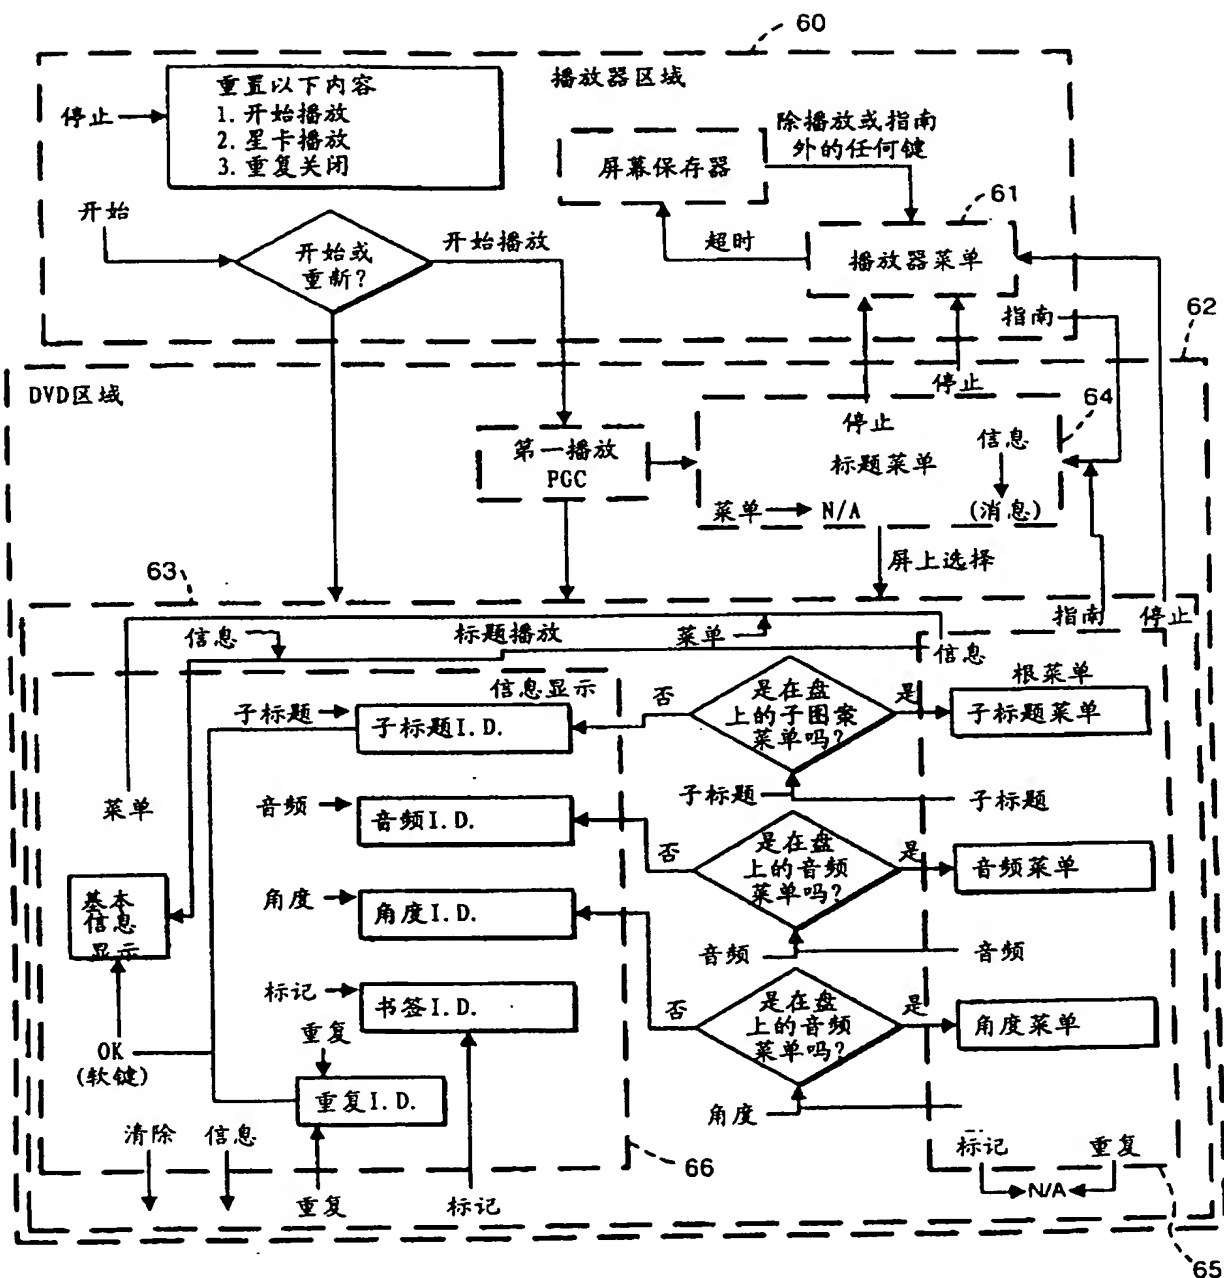 60
播放器区域
重置以下内容
1. 开始播放
2. 星卡播放
3. 重复关闭
停止
屏幕保存器
除播放或指南
外的任何键
61
开始
开始或
重新?
开始播放
超时
播放器菜单
指南
62
DVD区域
停止
64
停止
信息
标题菜单
第一播放
PGC
菜单
N/A
(消息)
屏上选择
63
指南
停止
信息
标题播放
菜单
信息
信息显示
根菜单
子标题
子标题I.D.
否
是在盘
上的子图案
菜单吗?
是
子标题菜单
菜单
子标题
子标题
音频
音频I.D.
否
是在盘
上的音频
菜单吗?
是
音频菜单
基本
信息
显示
角度
角度I.D.
音频
音频
标记
书签I.D.
否
是在盘
上的音频
菜单吗?
是
角度菜单
重复
OK
(软键)
重复I.D.
角度
清除
信息
66
标记
重复
N/A
重复
标记
65